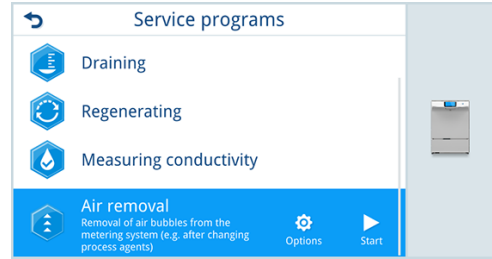 Service programs
Draining
Regenerating
Measuring conductivity
Air removal
Removal of air bubbles from the
metering system (e.g. after changing
process agents)
Options
Start